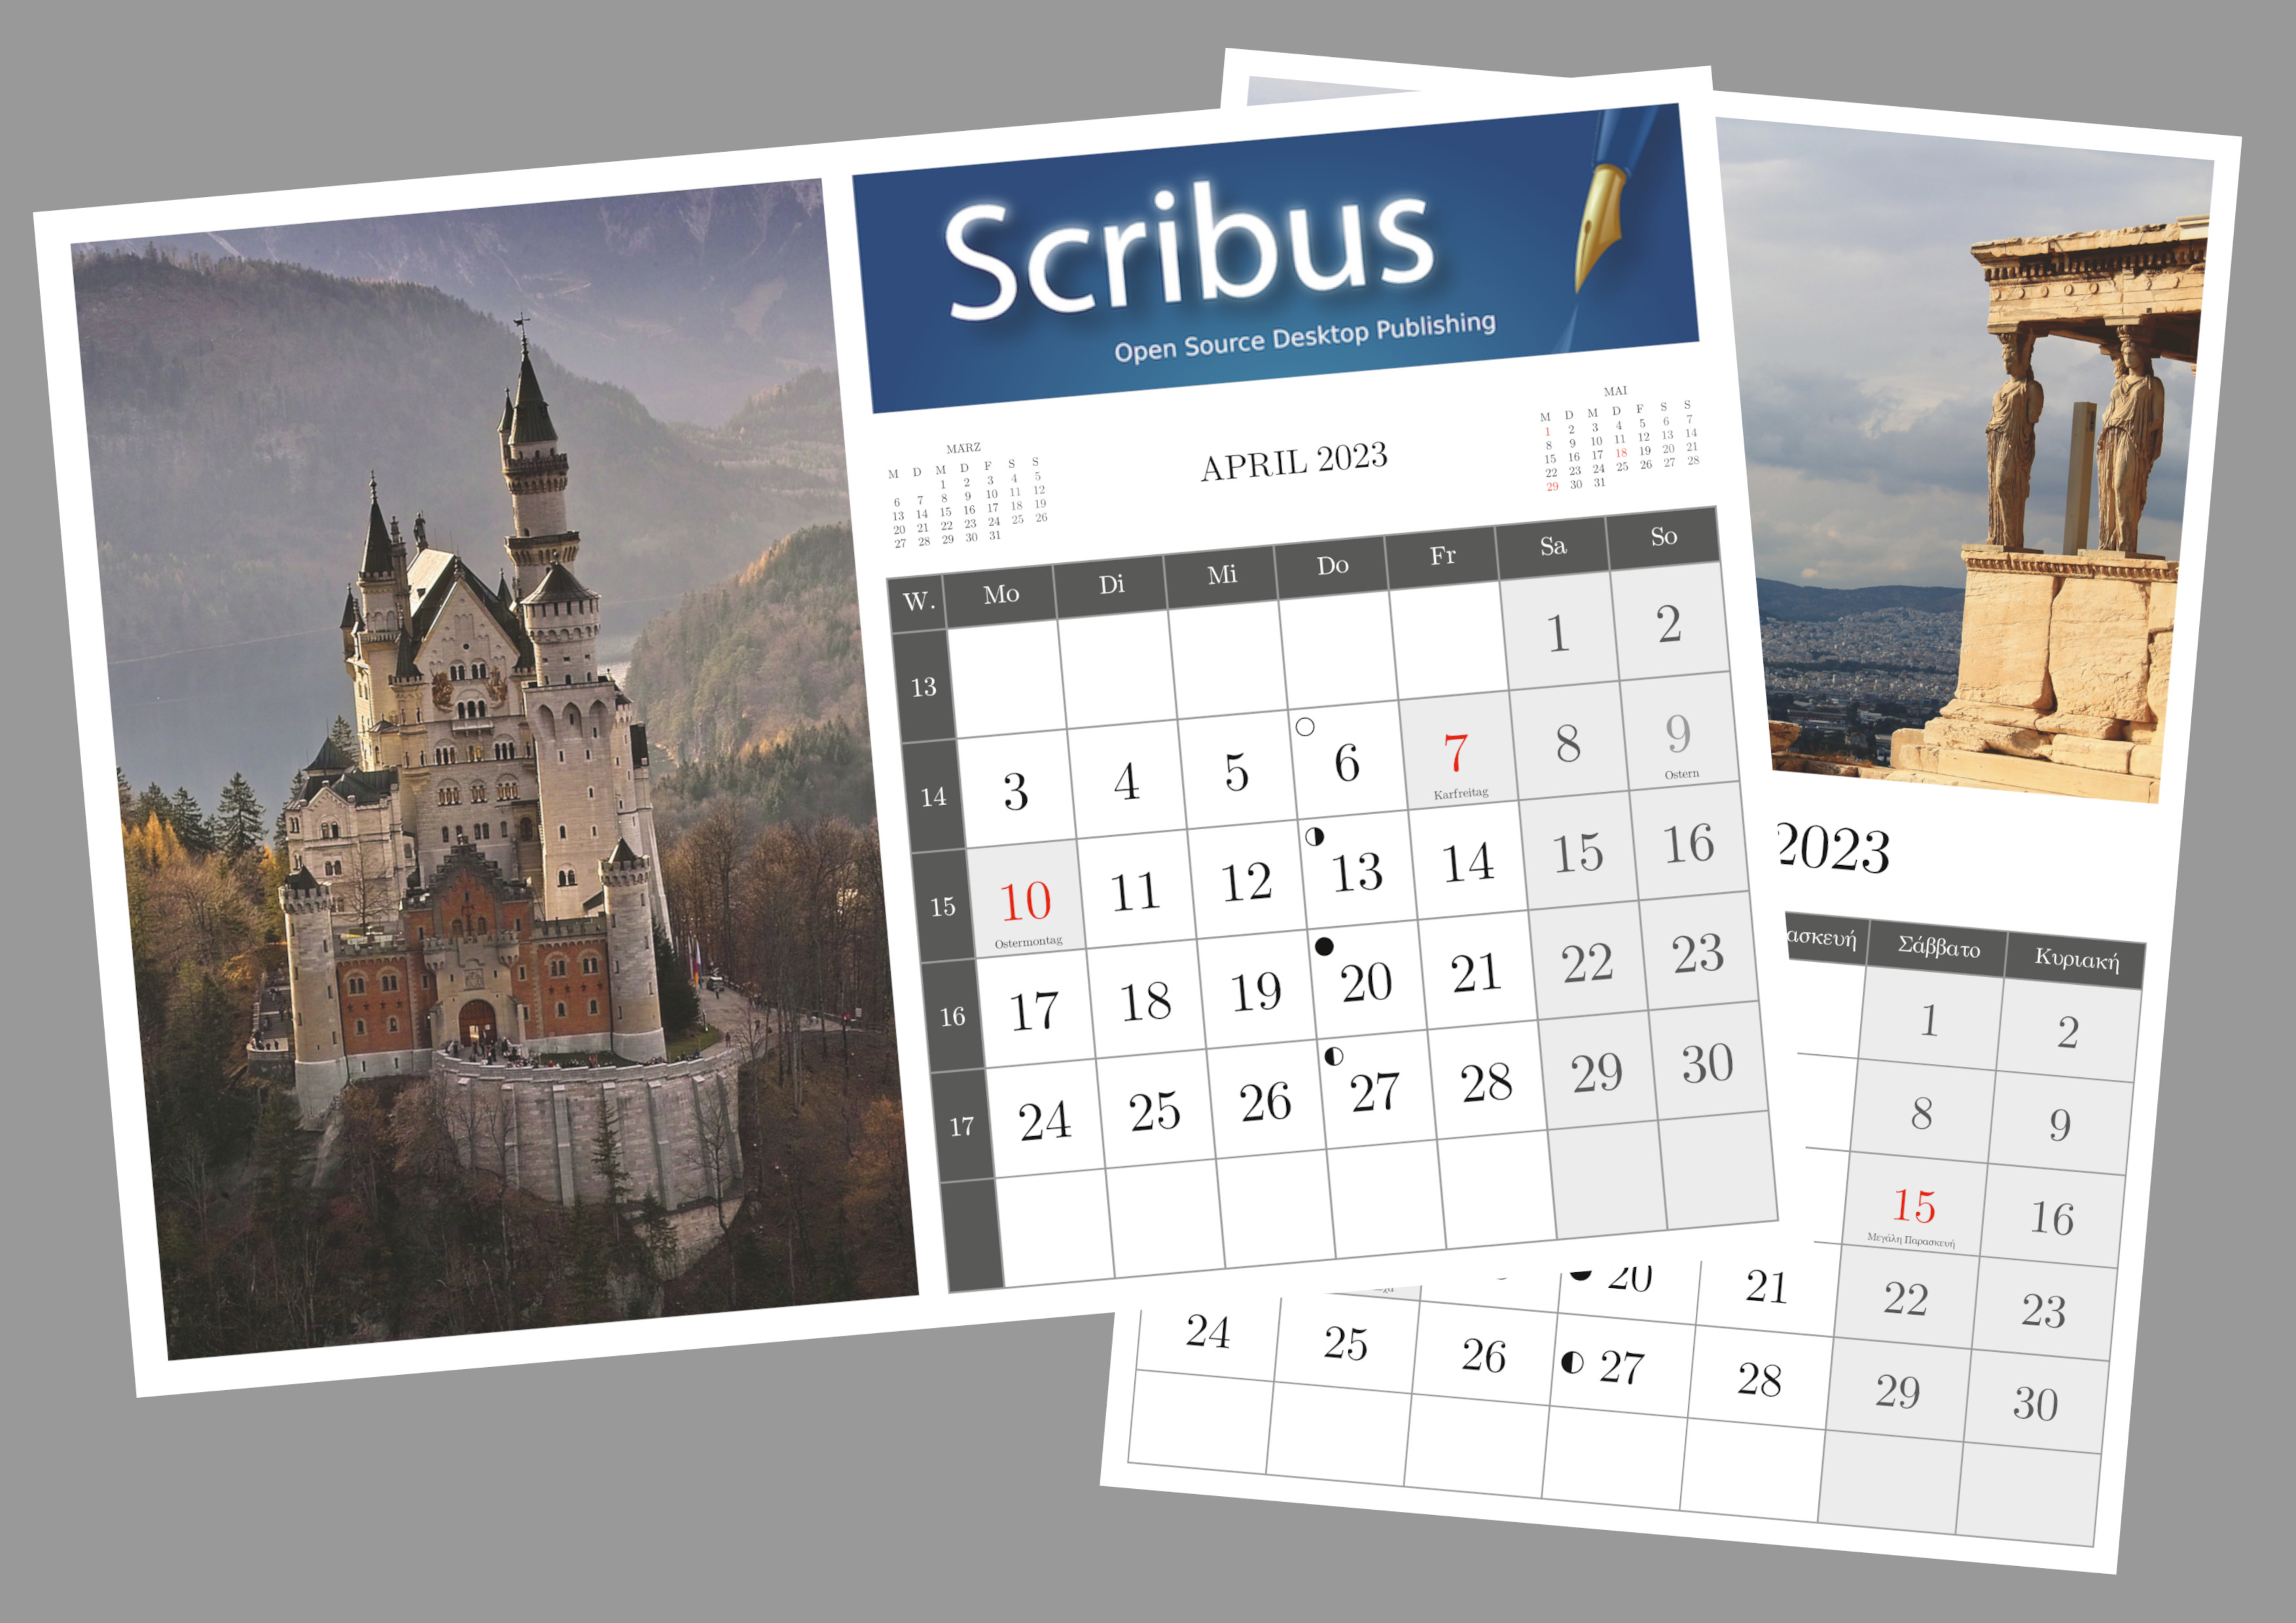 Scribus
Open Source Desktop Publishing
MÄRZ
M D M D F S S
1 2 3 4 5
6 7 8 9 10 11 12
13 14 15 16 17 18 19
20 21 22 23 24 25 26
27 28 29 30 31
APRIL 2023
MAI
M D M D F S S
1 2 3 4 5 6 7
8 9 10 11 12 13 14
15 16 17 18 19 20 21
22 23 24 25 26 27 28
29 30 31
W. Mo Di Mi Do Fr Sa So
13 1 2
14 3 4 5 6 7 8 9
Karfreitag Ostern
15 10 11 12 13 14 15 16
Ostermontag
16 17 18 19 20 21 22 23
17 24 25 26 27 28 29 30
2023
ασκευή Σάββατο Κυριακή
1 2
8 9
15 16
Μεγάλη Παρασκευή
20 21 22 23
24 25 26 27 28 29 30